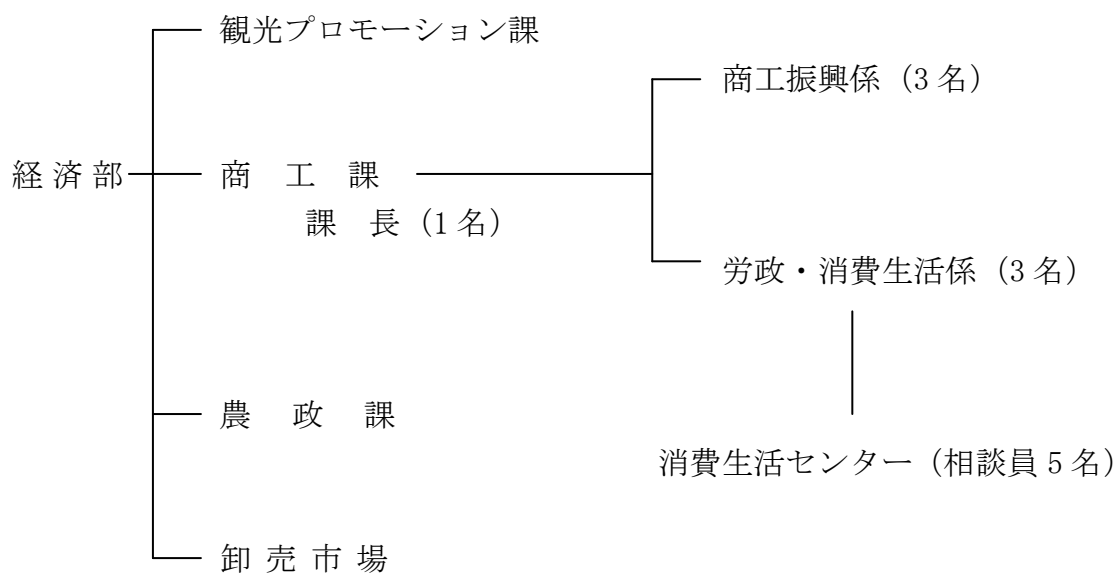 観光プロモーション課
商工振興係（3名）
経済部
商工課
課長（1名）
労政・消費生活係（3名）
農政課
消費生活センター（相談員5名）
卸売市場